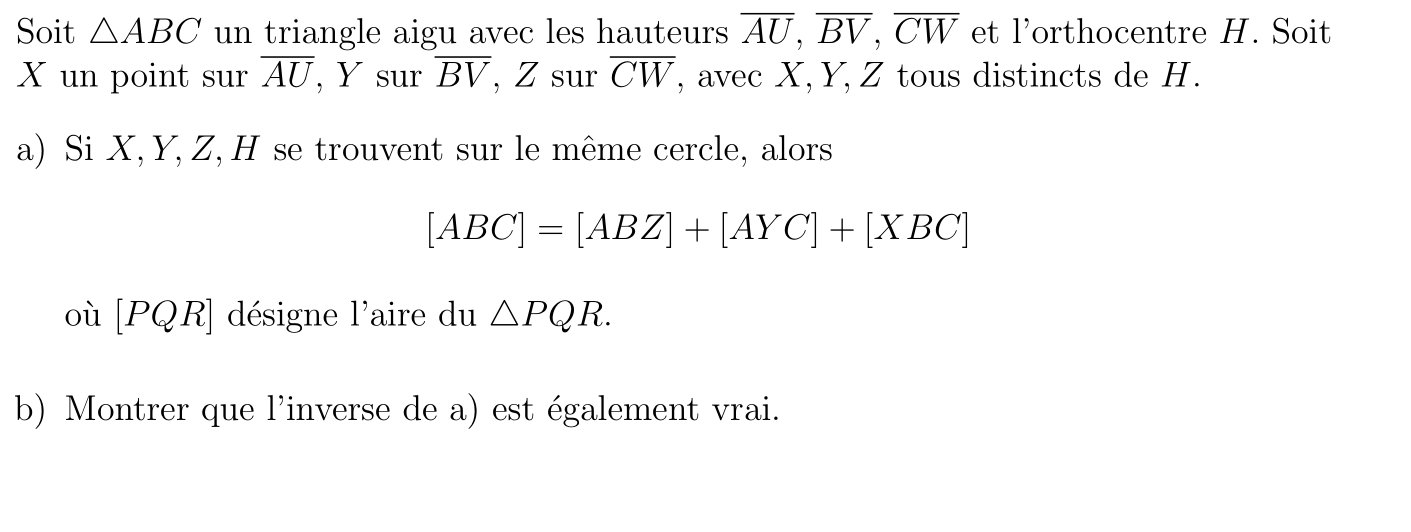 Soit △ABC un triangle aigu avec les hauteurs \overline{AU}, \overline{BV}, \overline{CW} et l'orthocentre H. Soit
X un point sur \overline{AU}, Y sur \overline{BV}, Z sur \overline{CW}, avec X, Y, Z tous distincts de H.
a) Si X, Y, Z, H se trouvent sur le même cercle, alors
[ABC] = [ABZ] + [AYC] + [XBC]
où [PQR] désigne l'aire du △PQR.
b) Montrer que l'inverse de a) est également vrai.